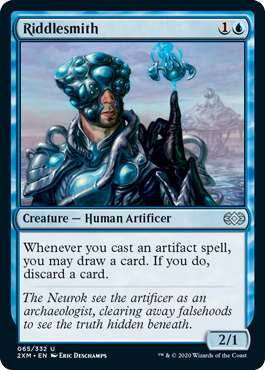 Riddlesmith 1
Creature — Human Artificer
Whenever you cast an artifact spell,
you may draw a card. If you do,
discard a card.
The Neurok see the artificer as an
archaeologist, clearing away falsehoods
to see the truth hidden beneath.
2/1
065/332 U
2XM • EN Eric Deschamps
™ & © 2020 Wizards of the Coast